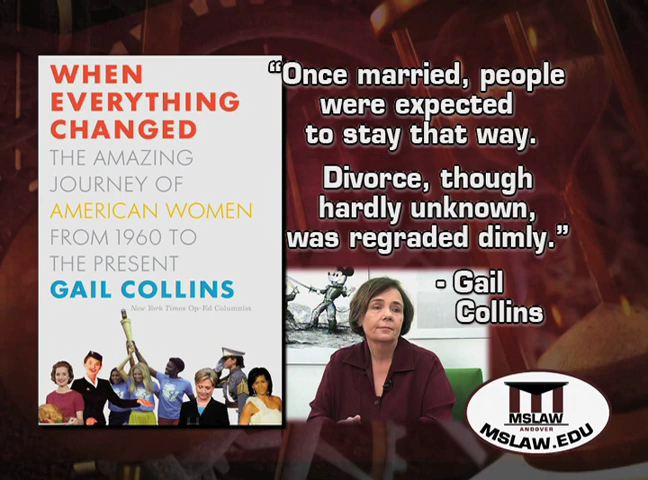 WHEN
EVERYTHING
CHANGED
THE AMAZING
JOURNEY OF
AMERICAN WOMEN
FROM 1960 TO
THE PRESENT
GAIL COLLINS
New York Times Op-Ed Columnist
“Once married, people
were expected
to stay that way.
Divorce, though
hardly unknown,
was regraded dimly.”
- Gail
Collins
MSLAW
ANDOVER
MSLAW.EDU